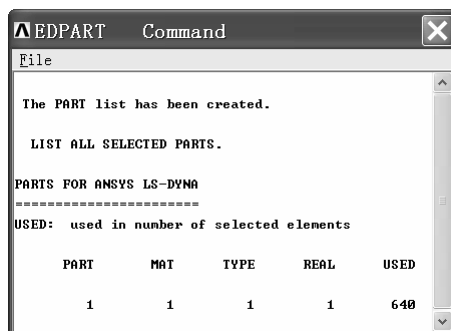 EDPART Command
File
The PART list has been created.
LIST ALL SELECTED PARTS.
PARTS FOR ANSYS LS-DYNA
========================
USED: used in number of selected elements
PART MAT TYPE REAL USED
1 1 1 1 640